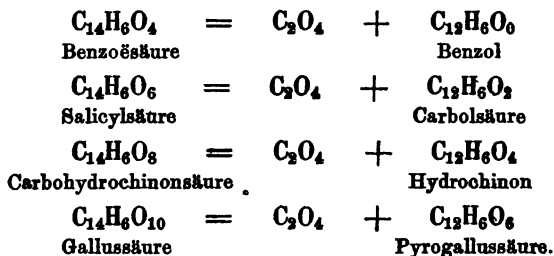 C₁₄H₆O₄ = C₂O₄ + C₁₂H₆O₀
Benzoësäure Benzol
C₁₄H₆O₆ = C₂O₄ + C₁₂H₆O₂
Salicylsäure Carbolsäure
C₁₄H₆O₈ = C₂O₄ + C₁₂H₆O₄
Carbohydrochinonsäure . Hydrochinon
C₁₄H₆O₁₀ = C₂O₄ + C₁₂H₆O₆
Gallussäure Pyrogallussäure.